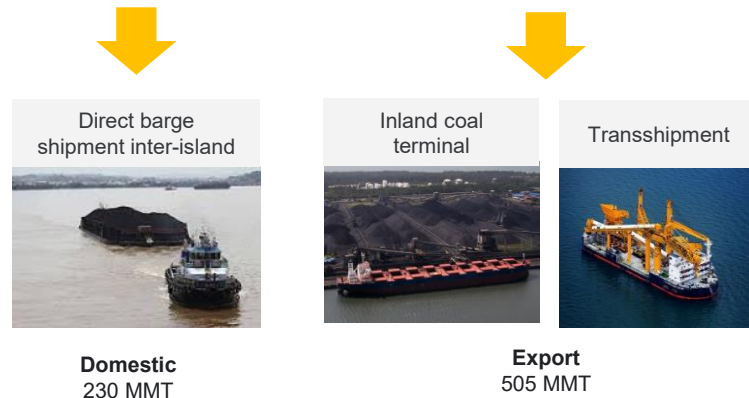 Direct barge
shipment inter-island
Inland coal
terminal
Transshipment
Domestic
230 MMT
Export
505 MMT